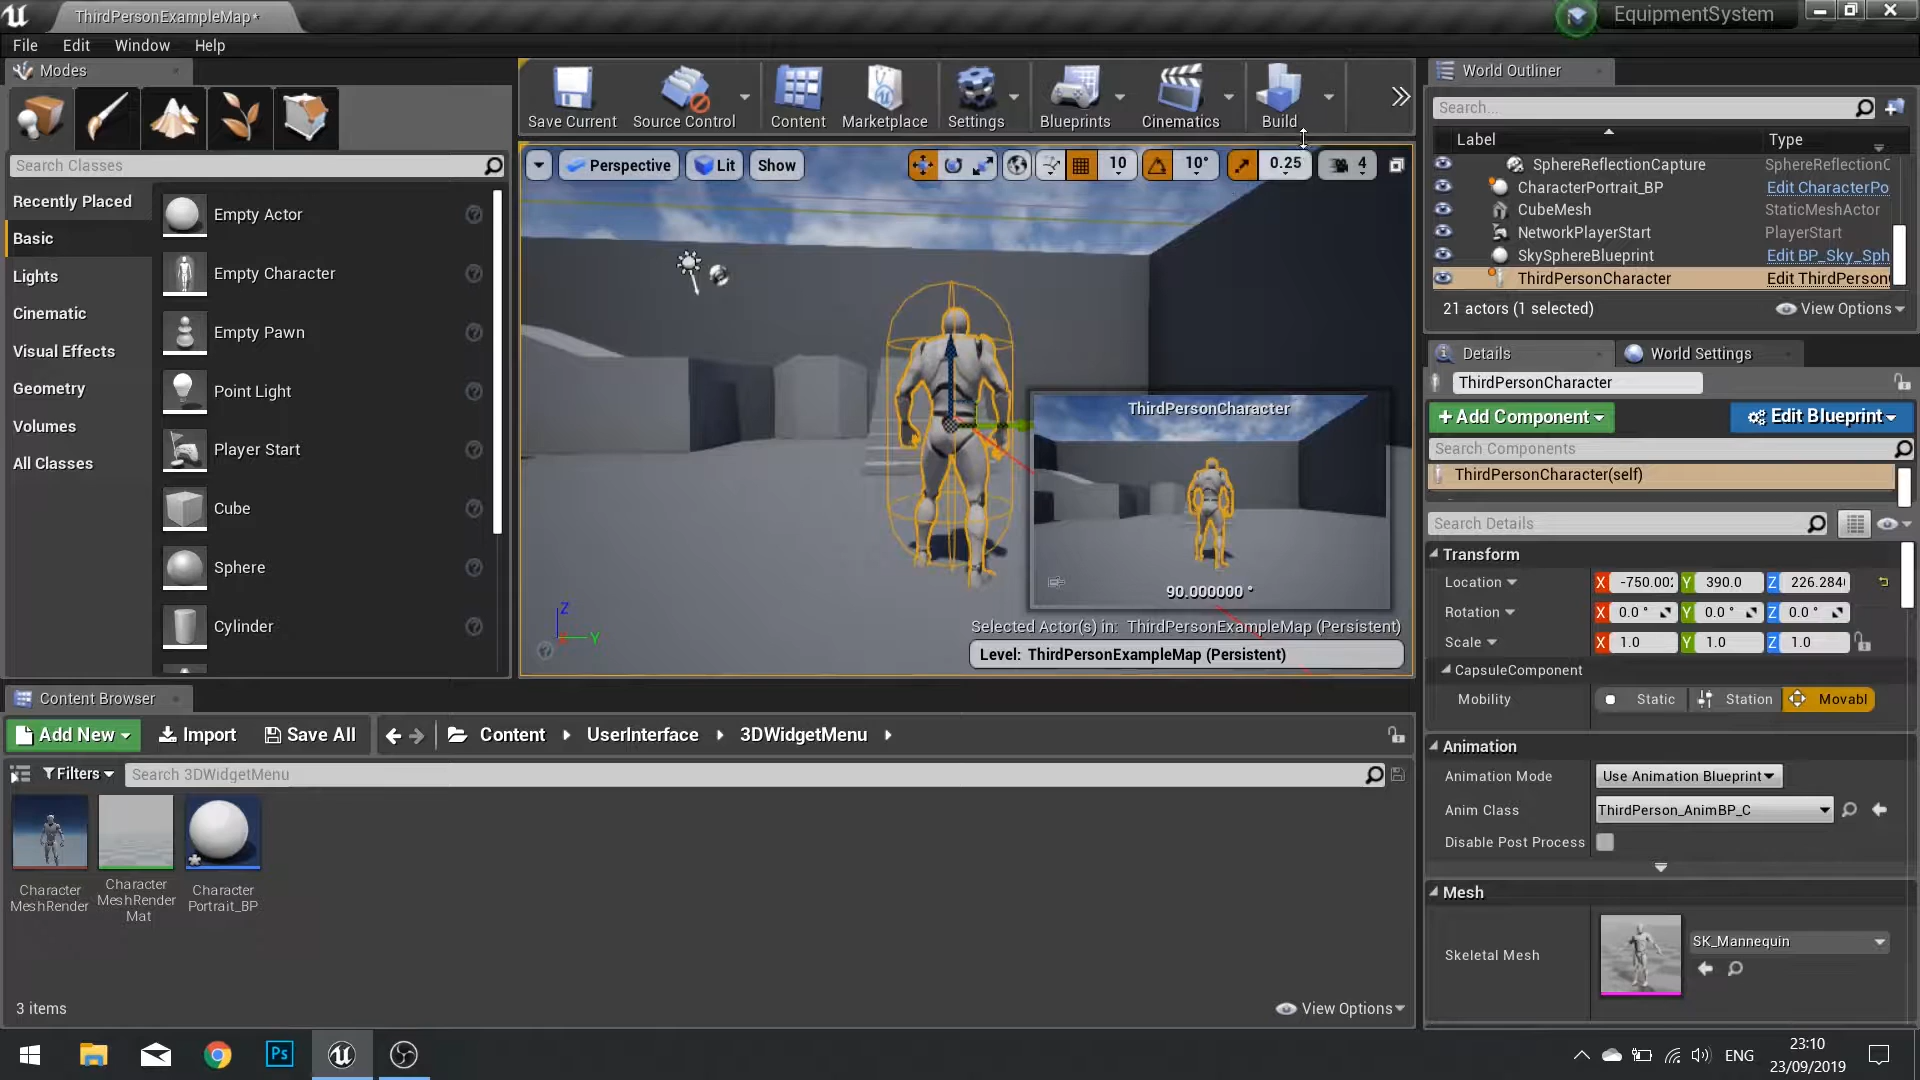 ThirdPersonExampleMap*
EquipmentSystem
File Edit Window Help
Modes
Search Classes
Recently Placed
Basic
Lights
Cinematic
Visual Effects
Geometry
Volumes
All Classes
Empty Actor
Empty Character
Empty Pawn
Point Light
Player Start
Cube
Sphere
Cylinder
Save Current
Source Control
Content
Marketplace
Settings
Blueprints
Cinematics
Build
Perspective
Lit
Show
10
10°
0.25
4
ThirdPersonCharacter
90.000000 °
Z
Y
Selected Actor(s) in: ThirdPersonExampleMap (Persistent)
Level: ThirdPersonExampleMap (Persistent)
World Outliner
Search...
Label Type
SphereReflectionCapture SphereReflectionC
CharacterPortrait_BP Edit CharacterPo
CubeMesh StaticMeshActor
NetworkPlayerStart PlayerStart
SkySphereBlueprint Edit BP_Sky_Sph
ThirdPersonCharacter Edit ThirdPerson
21 actors (1 selected)
View Options
Details
World Settings
ThirdPersonCharacter
+ Add Component
Edit Blueprint
Search Components
ThirdPersonCharacter(self)
Search Details
Transform
Location X -750.002 Y 390.0 Z 226.284
Rotation X 0.0 ° Y 0.0 ° Z 0.0 °
Scale X 1.0 Y 1.0 Z 1.0
CapsuleComponent
Mobility Static Station Movabl
Animation
Animation Mode Use Animation Blueprint
Anim Class ThirdPerson_AnimBP_C
Disable Post Process
Mesh
Skeletal Mesh SK_Mannequin
Content Browser
Add New
Import
Save All
Content
UserInterface
3DWidgetMenu
Filters
Search 3DWidgetMenu
Character
MeshRender
Character
MeshRender
Mat
Character
Portrait_BP
3 items
View Options
Ps
ENG
23:10
23/09/2019